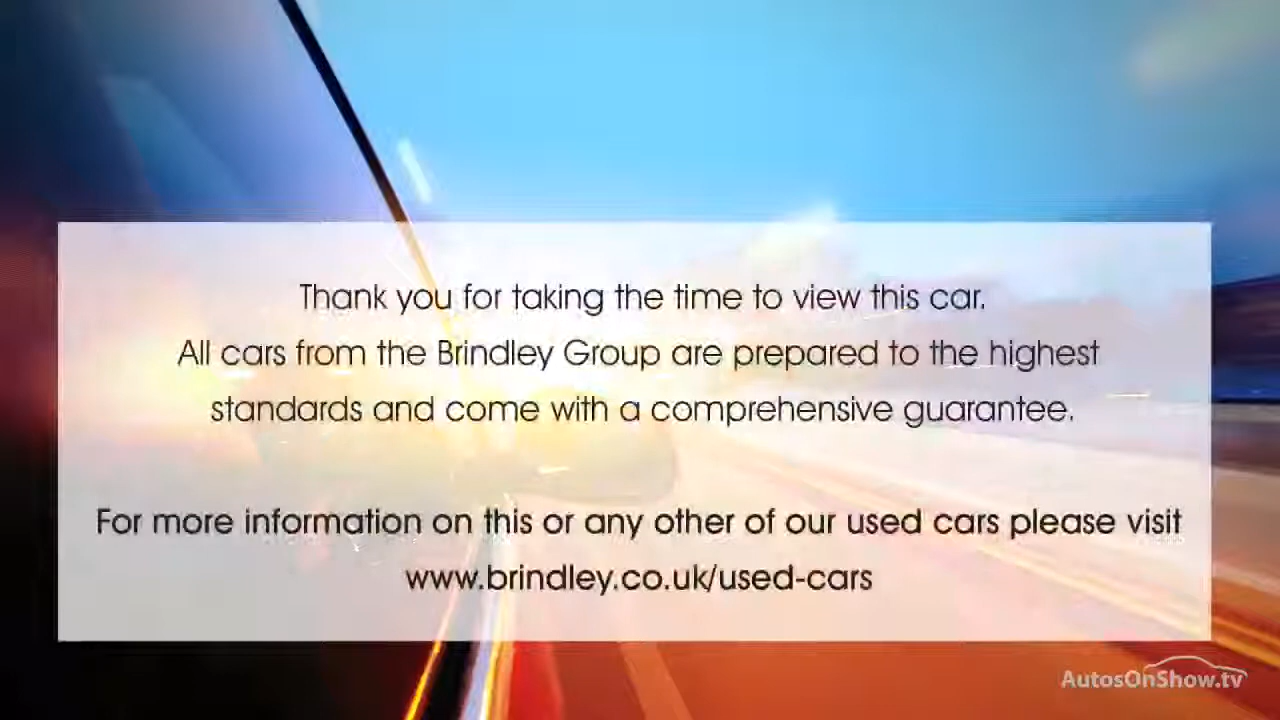 Thank you for taking the time to view this car.
All cars from the Brindley Group are prepared to the highest
standards and come with a comprehensive guarantee.
For more information on this or any other of our used cars please visit
www.brindley.co.uk/used-cars
AutosOnShow.tv